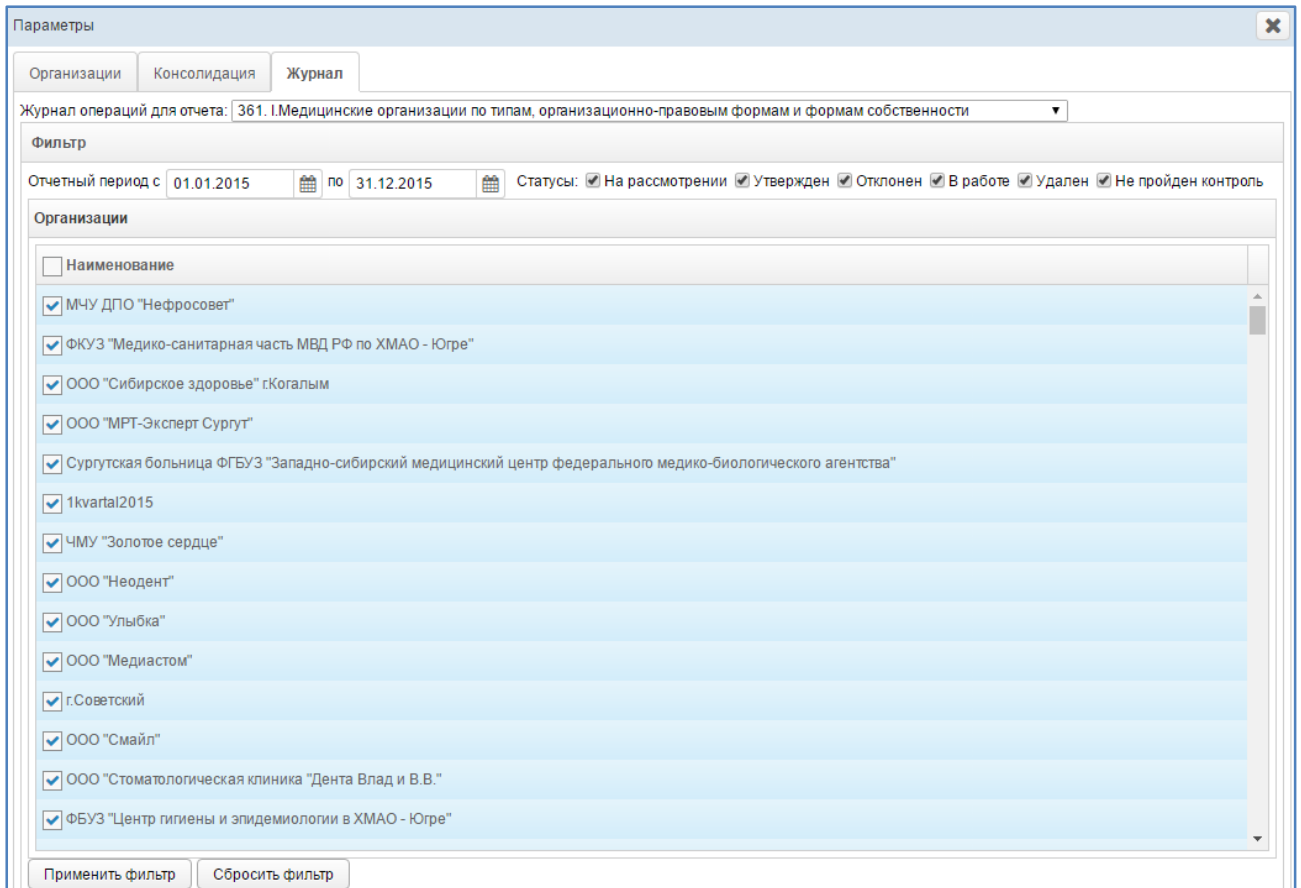 Параметры
Организации Консолидация Журнал
Журнал операций для отчета: 361. I.Медицинские организации по типам, организационно-правовым формам и формам собственности
Фильтр
Отчетный период с 01.01.2015 по 31.12.2015 Статусы: На рассмотрении Утвержден Отклонен В работе Удален Не пройден контроль
Организации
Наименование
МЧУ ДПО "Нефросовет"
ФКУЗ "Медико-санитарная часть МВД РФ по ХМАО - Югре"
ООО "Сибирское здоровье" г.Когалым
ООО "МРТ-Эксперт Сургут"
Сургутская больница ФГБУЗ "Западно-сибирский медицинский центр федерального медико-биологического агентства"
1kvartal2015
ЧМУ "Золотое сердце"
ООО "Неодент"
ООО "Улыбка"
ООО "Медиастом"
г.Советский
ООО "Смайл"
ООО "Стоматологическая клиника "Дента Влад и В.В."
ФБУЗ "Центр гигиены и эпидемиологии в ХМАО - Югре"
Применить фильтр Сбросить фильтр